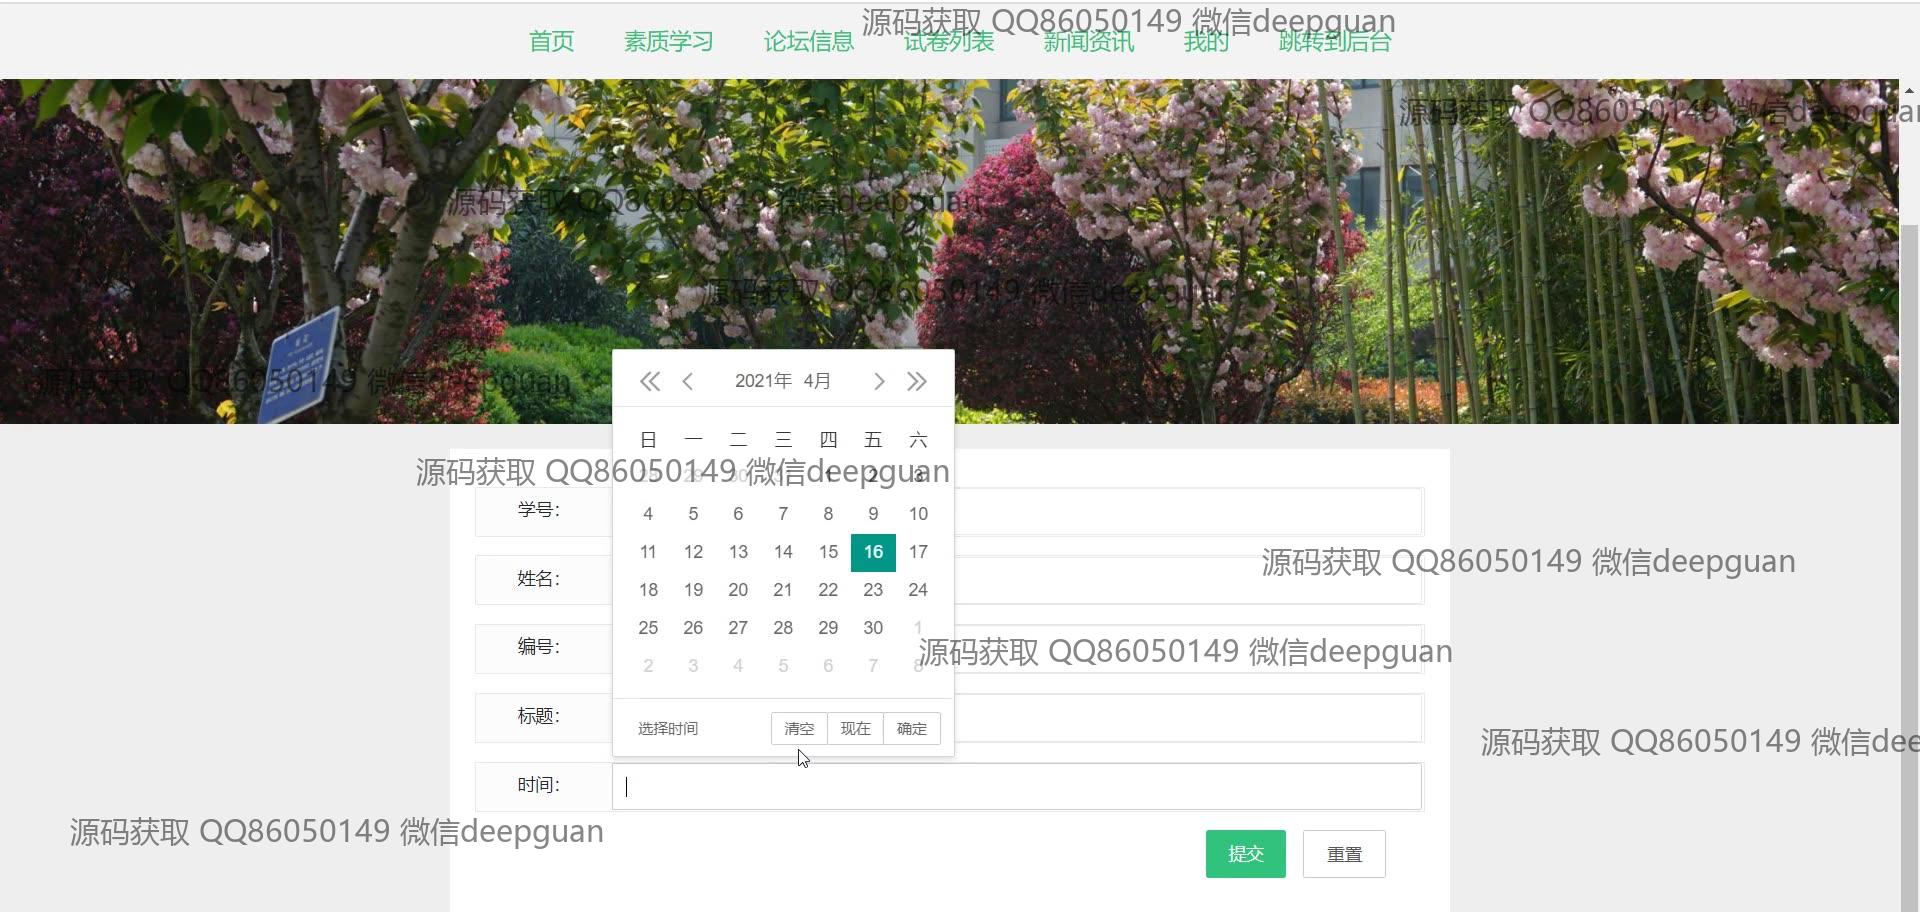 源码获取 QQ86050149 微信deepguan
首页 素质学习 论坛信息 试卷列表 新闻资讯 我的 跳转到后台
源码获取 QQ86050149 微信deepguan
源码获取 QQ86050149 微信deepguan
源码获取 QQ86050149 微信deepguan
源码获取 QQ86050149 微信deepguan
2021年 4月
日 一 二 三 四 五 六
源码获取 QQ86050149 微信deepguan
28 29 30 31 1 2 3
学号：
4 5 6 7 8 9 10
11 12 13 14 15 16 17
源码获取 QQ86050149 微信deepguan
姓名：
18 19 20 21 22 23 24
25 26 27 28 29 30 1
编号：
源码获取 QQ86050149 微信deepguan
2 3 4 5 6 7 8
标题：
选择时间 清空 现在 确定
源码获取 QQ86050149 微信dee
时间：
源码获取 QQ86050149 微信deepguan
提交 重置